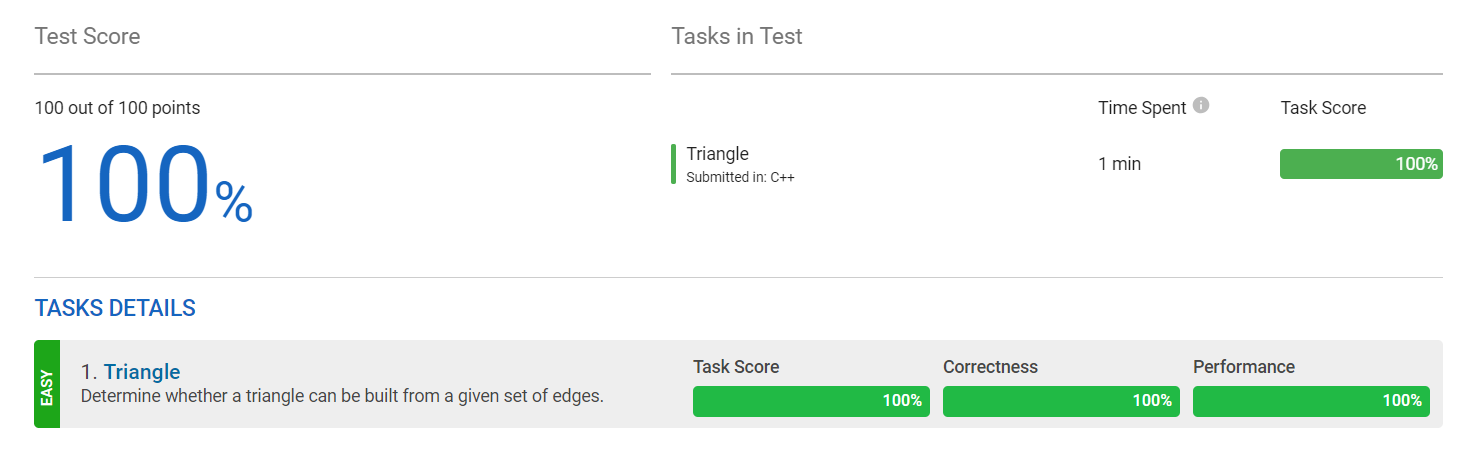 Test Score
Tasks in Test
100 out of 100 points
100%
Time Spent
Task Score
Triangle
Submitted in: C++
1 min
100%
TASKS DETAILS
EASY
1. Triangle
Determine whether a triangle can be built from a given set of edges.
Task Score
Correctness
Performance
100%
100%
100%